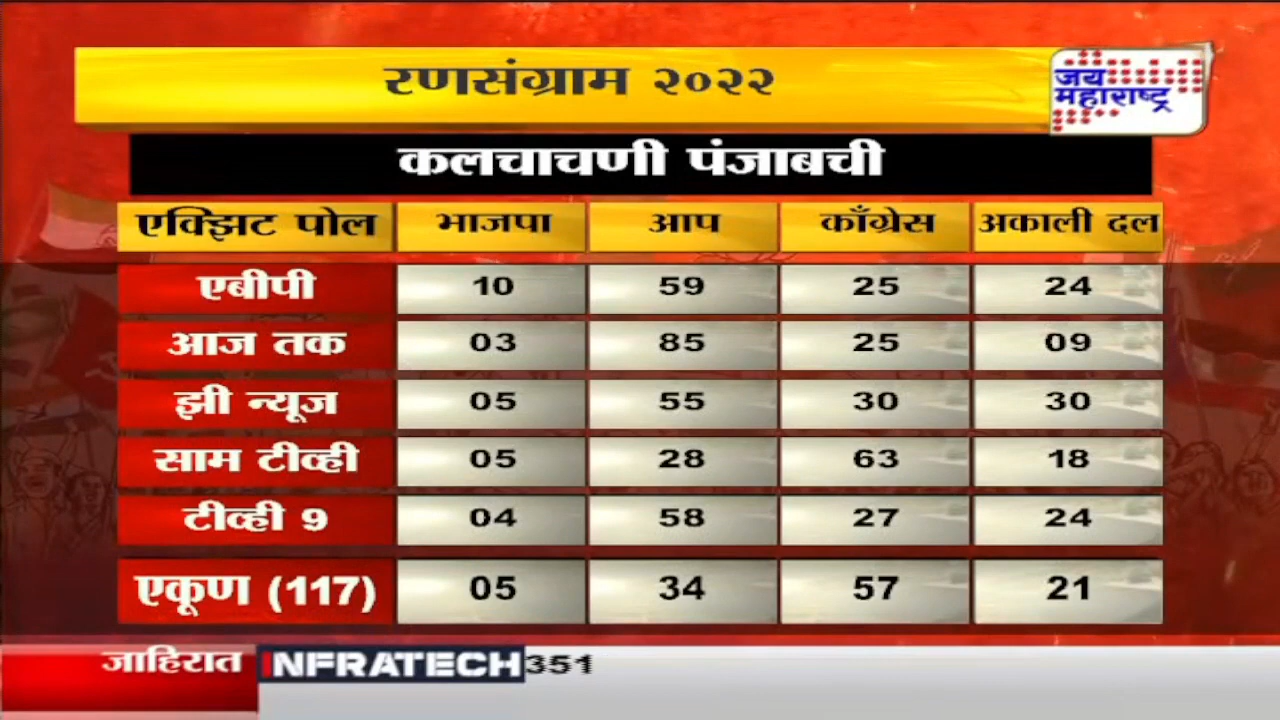 रणसंग्राम २०२२
जय
महाराष्ट्र
कलचाचणी पंजाबची
एक्झिट पोल भाजपा आप काँग्रेस अकाली दल
एबीपी 10 59 25 24
आज तक 03 85 25 09
झी न्यूज 05 55 30 30
साम टीव्ही 05 28 63 18
टीव्ही 9 04 58 27 24
एकूण (117) 05 34 57 21
जाहिरात INFRATECH 351